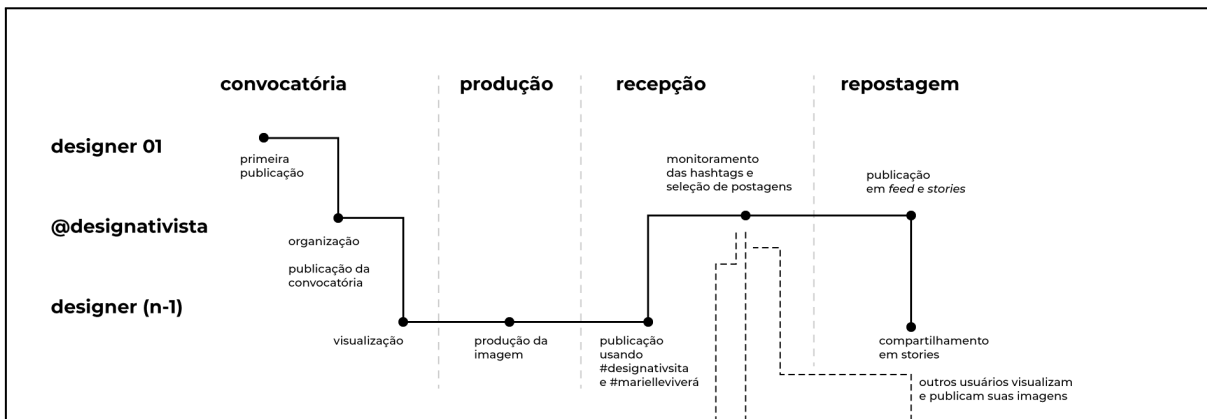 convocatória
produção
recepção
repostagem
designer 01
primeira
publicação
monitoramento
das hashtags e
seleção de postagens
publicação
em feed e stories
@designativista
organização
publicação da
convocatória
designer (n-1)
visualização
produção da
imagem
publicação
usando
#designativsita
e #marielleviverá
compartilhamento
em stories
outros usuários visualizam
e publicam suas imagens